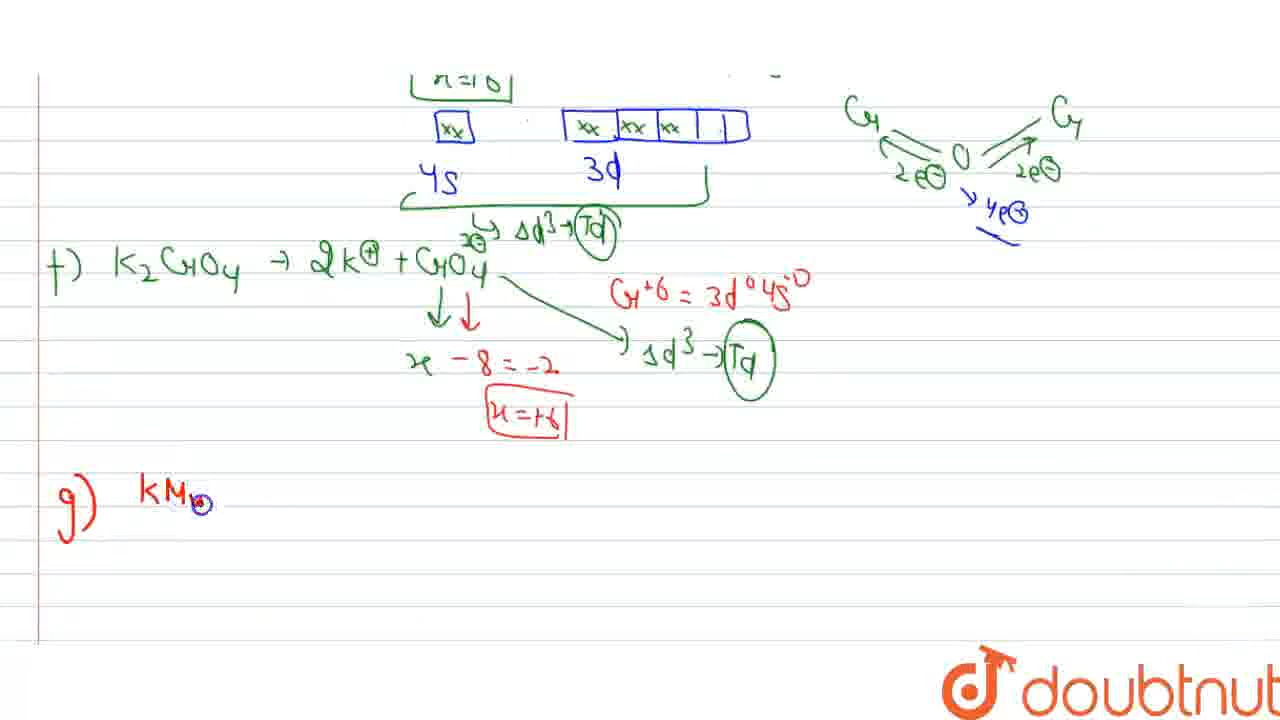 x=+6
xx xx xx xx
4s 3d
Cr O Cr
2e⊖ 2e⊖
4e⊖
sd³ → Td
f) K₂CrO₄ → 2K⊕ + CrO₄ 2⊖
Cr+6 = 3d⁰4s⁰
x - 8 = -2
sd³ → Td
x = +6
g) KMn
doubtnut